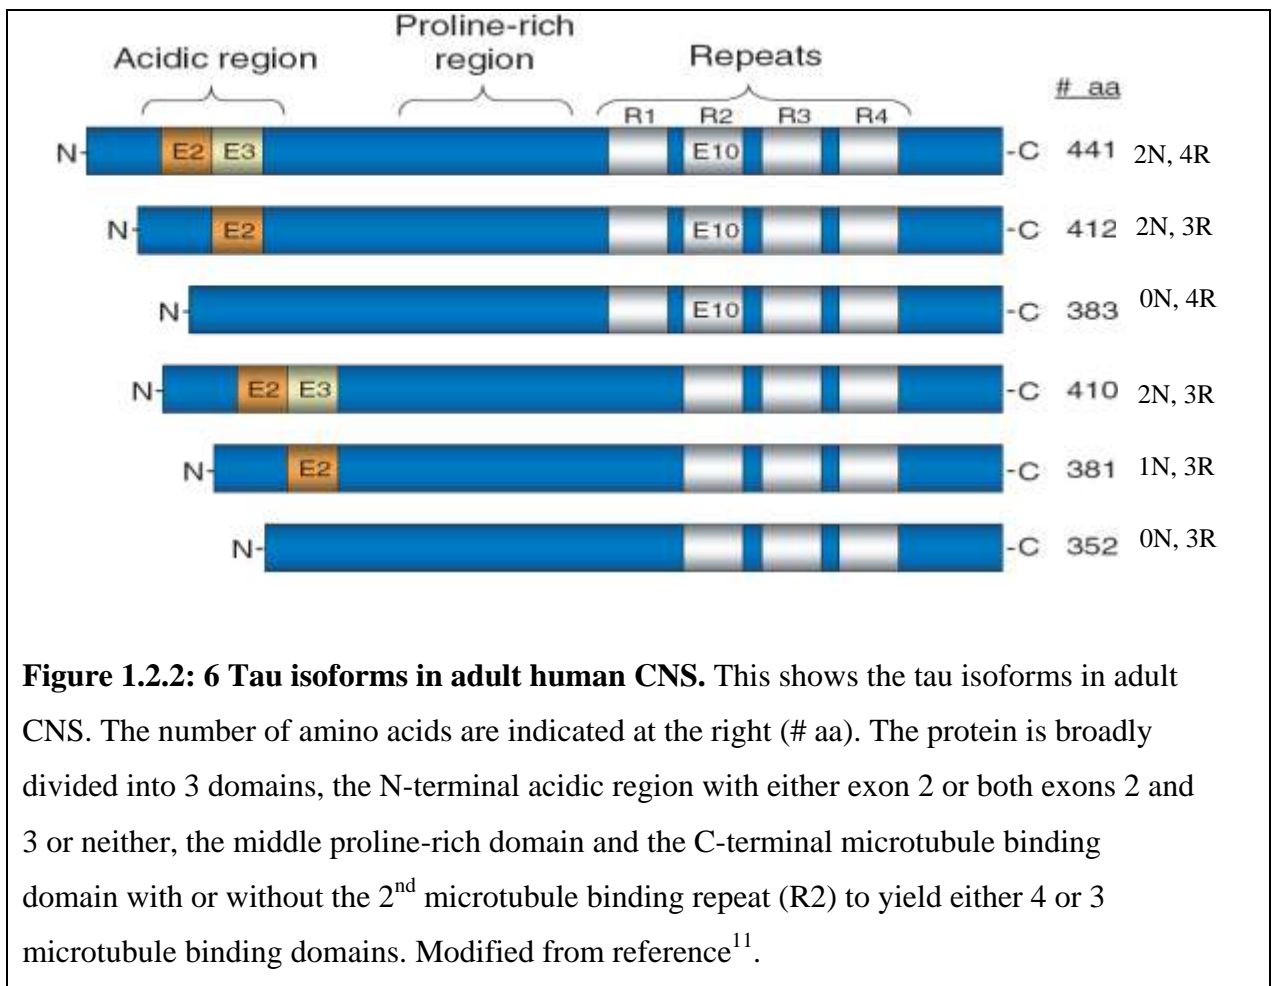 Proline-rich
Acidic region region Repeats
# aa
R1 R2 R3 R4
N- E2 E3 E10 -C 441 2N, 4R
N- E2 E10 -C 412 2N, 3R
N- E10 -C 383 0N, 4R
N- E2 E3 -C 410 2N, 3R
N- E2 -C 381 1N, 3R
N- -C 352 0N, 3R
Figure 1.2.2: 6 Tau isoforms in adult human CNS. This shows the tau isoforms in adult
CNS. The number of amino acids are indicated at the right (# aa). The protein is broadly
divided into 3 domains, the N-terminal acidic region with either exon 2 or both exons 2 and
3 or neither, the middle proline-rich domain and the C-terminal microtubule binding
domain with or without the 2nd microtubule binding repeat (R2) to yield either 4 or 3
microtubule binding domains. Modified from reference11.